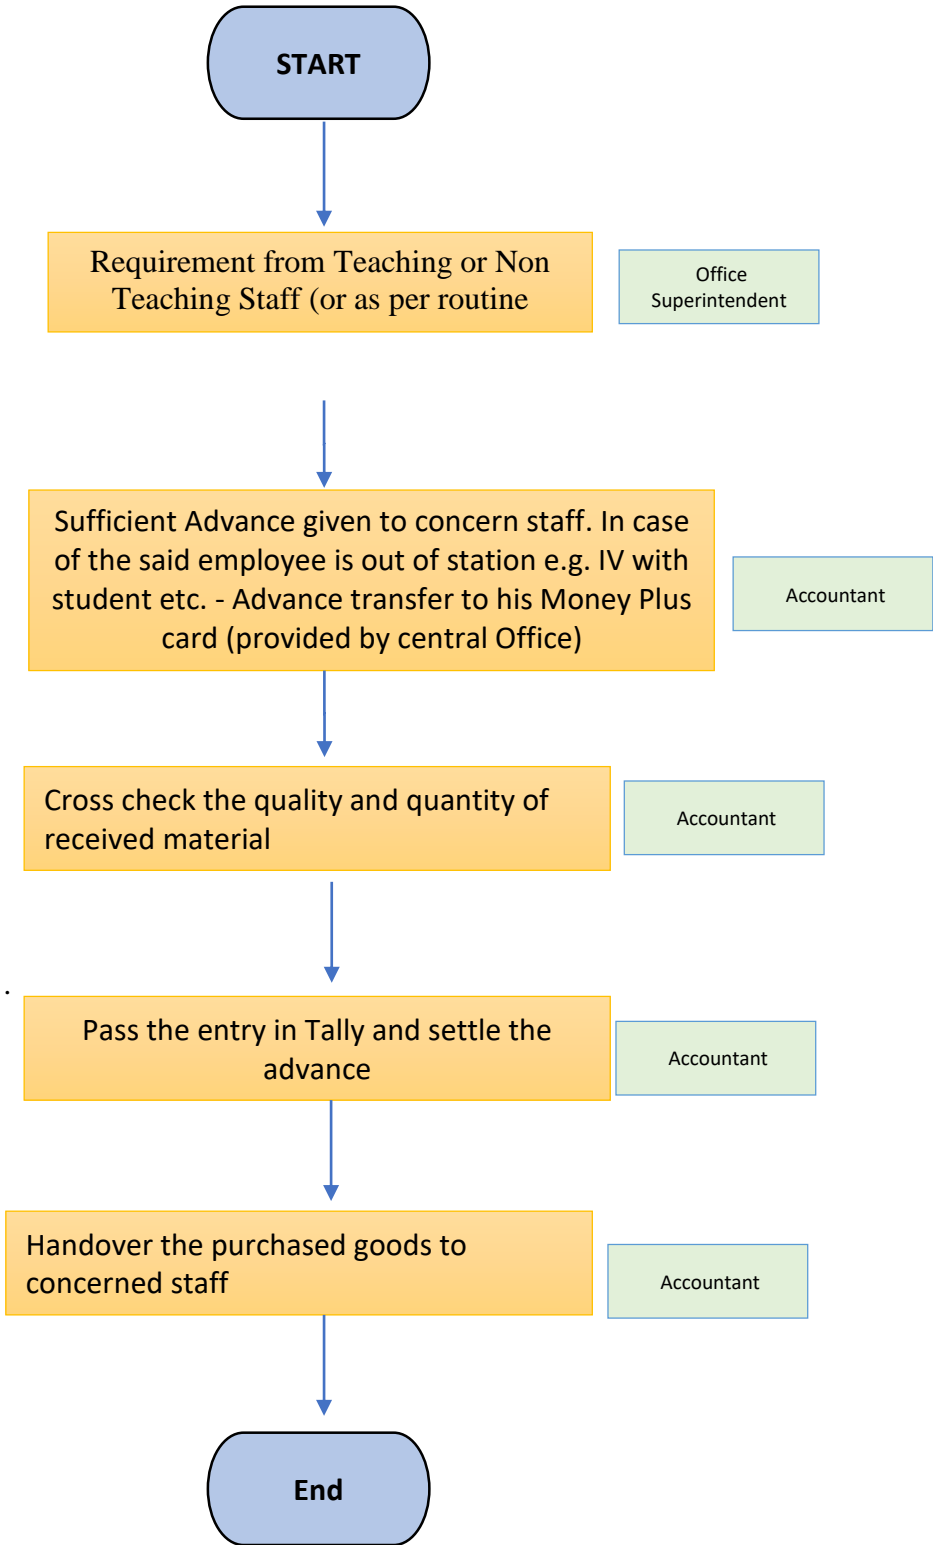 START
Requirement from Teaching or Non
Teaching Staff (or as per routine
Office
Superintendent
Sufficient Advance given to concern staff. In case
of the said employee is out of station e.g. IV with
student etc. - Advance transfer to his Money Plus
card (provided by central Office)
Accountant
Cross check the quality and quantity of
received material
Accountant
.
Pass the entry in Tally and settle the
advance
Accountant
Handover the purchased goods to
concerned staff
Accountant
End